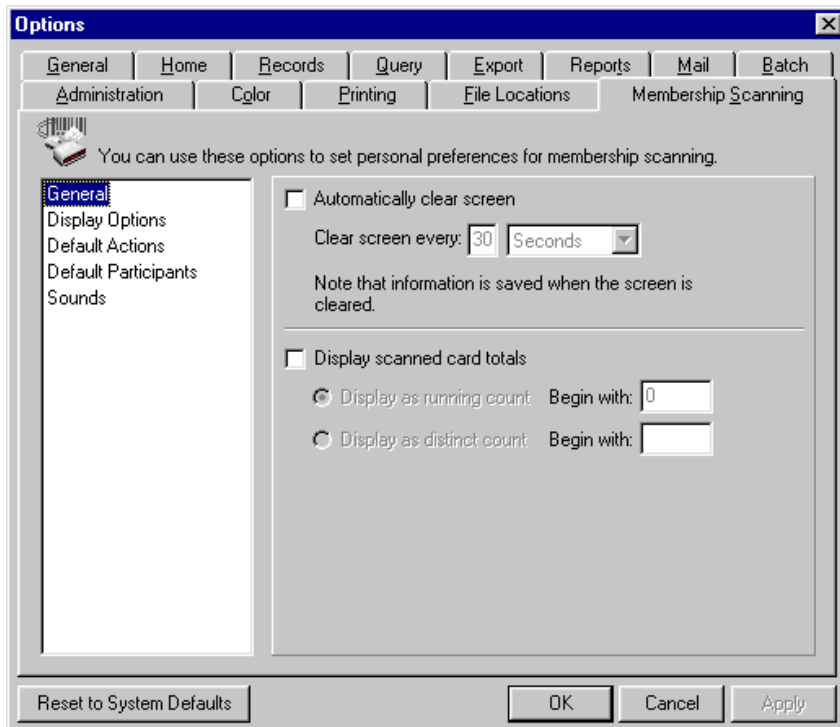 Options
General Home Records Query Export Reports Mail Batch
Administration Color Printing File Locations Membership Scanning
You can use these options to set personal preferences for membership scanning.
General
Display Options
Default Actions
Default Participants
Sounds
Automatically clear screen
Clear screen every: 30 Seconds
Note that information is saved when the screen is
cleared.
Display scanned card totals
Display as running count Begin with: 0
Display as distinct count Begin with:
Reset to System Defaults OK Cancel Apply